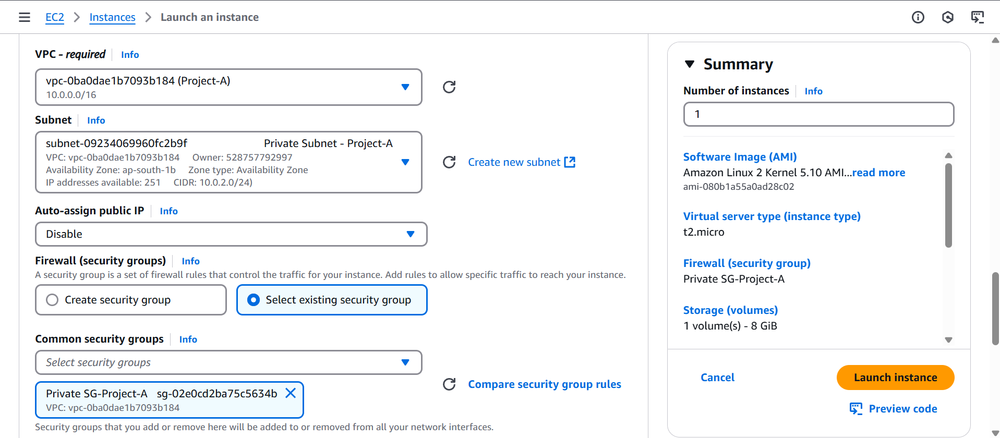 EC2 > Instances > Launch an instance
VPC - required Info
vpc-0ba0dae1b7093b184 (Project-A)
10.0.0.0/16
Subnet Info
subnet-09234069960fc2b9f Private Subnet - Project-A
VPC: vpc-0ba0dae1b7093b184 Owner: 528757792997
Availability Zone: ap-south-1b Zone type: Availability Zone
IP addresses available: 251 CIDR: 10.0.2.0/24)
Create new subnet
Auto-assign public IP Info
Disable
Firewall (security groups) Info
A security group is a set of firewall rules that control the traffic for your instance. Add rules to allow specific traffic to reach your instance.
Create security group
Select existing security group
Common security groups Info
Select security groups
Private SG-Project-A sg-02e0cd2ba75c5634b
VPC: vpc-0ba0dae1b7093b184
Compare security group rules
Security groups that you add or remove here will be added to or removed from all your network interfaces.
Summary
Number of instances Info
1
Software Image (AMI)
Amazon Linux 2 Kernel 5.10 AMI...read more
ami-080b1a55a0ad28c02
Virtual server type (instance type)
t2.micro
Firewall (security group)
Private SG-Project-A
Storage (volumes)
1 volume(s) - 8 GiB
Cancel
Launch instance
Preview code